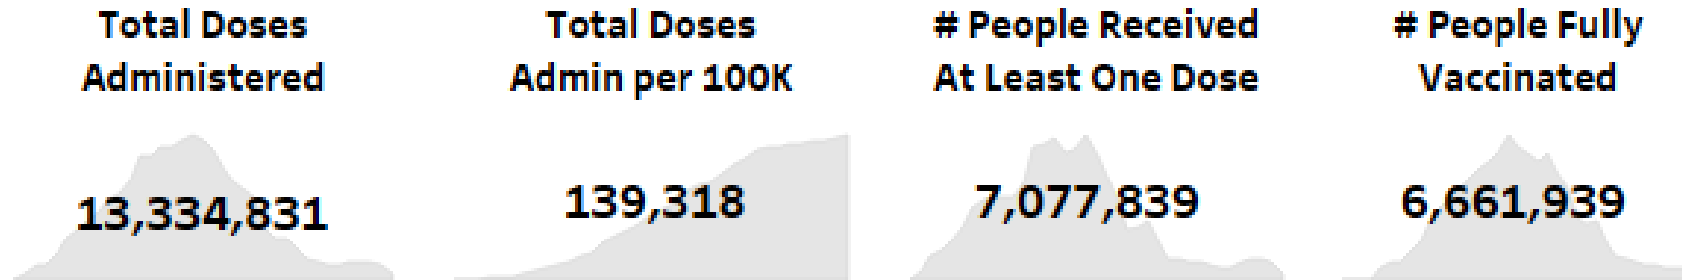 Total Doses
Administered
13,334,831
Total Doses
Admin per 100K
139,318
# People Received
At Least One Dose
7,077,839
# People Fully
Vaccinated
6,661,939